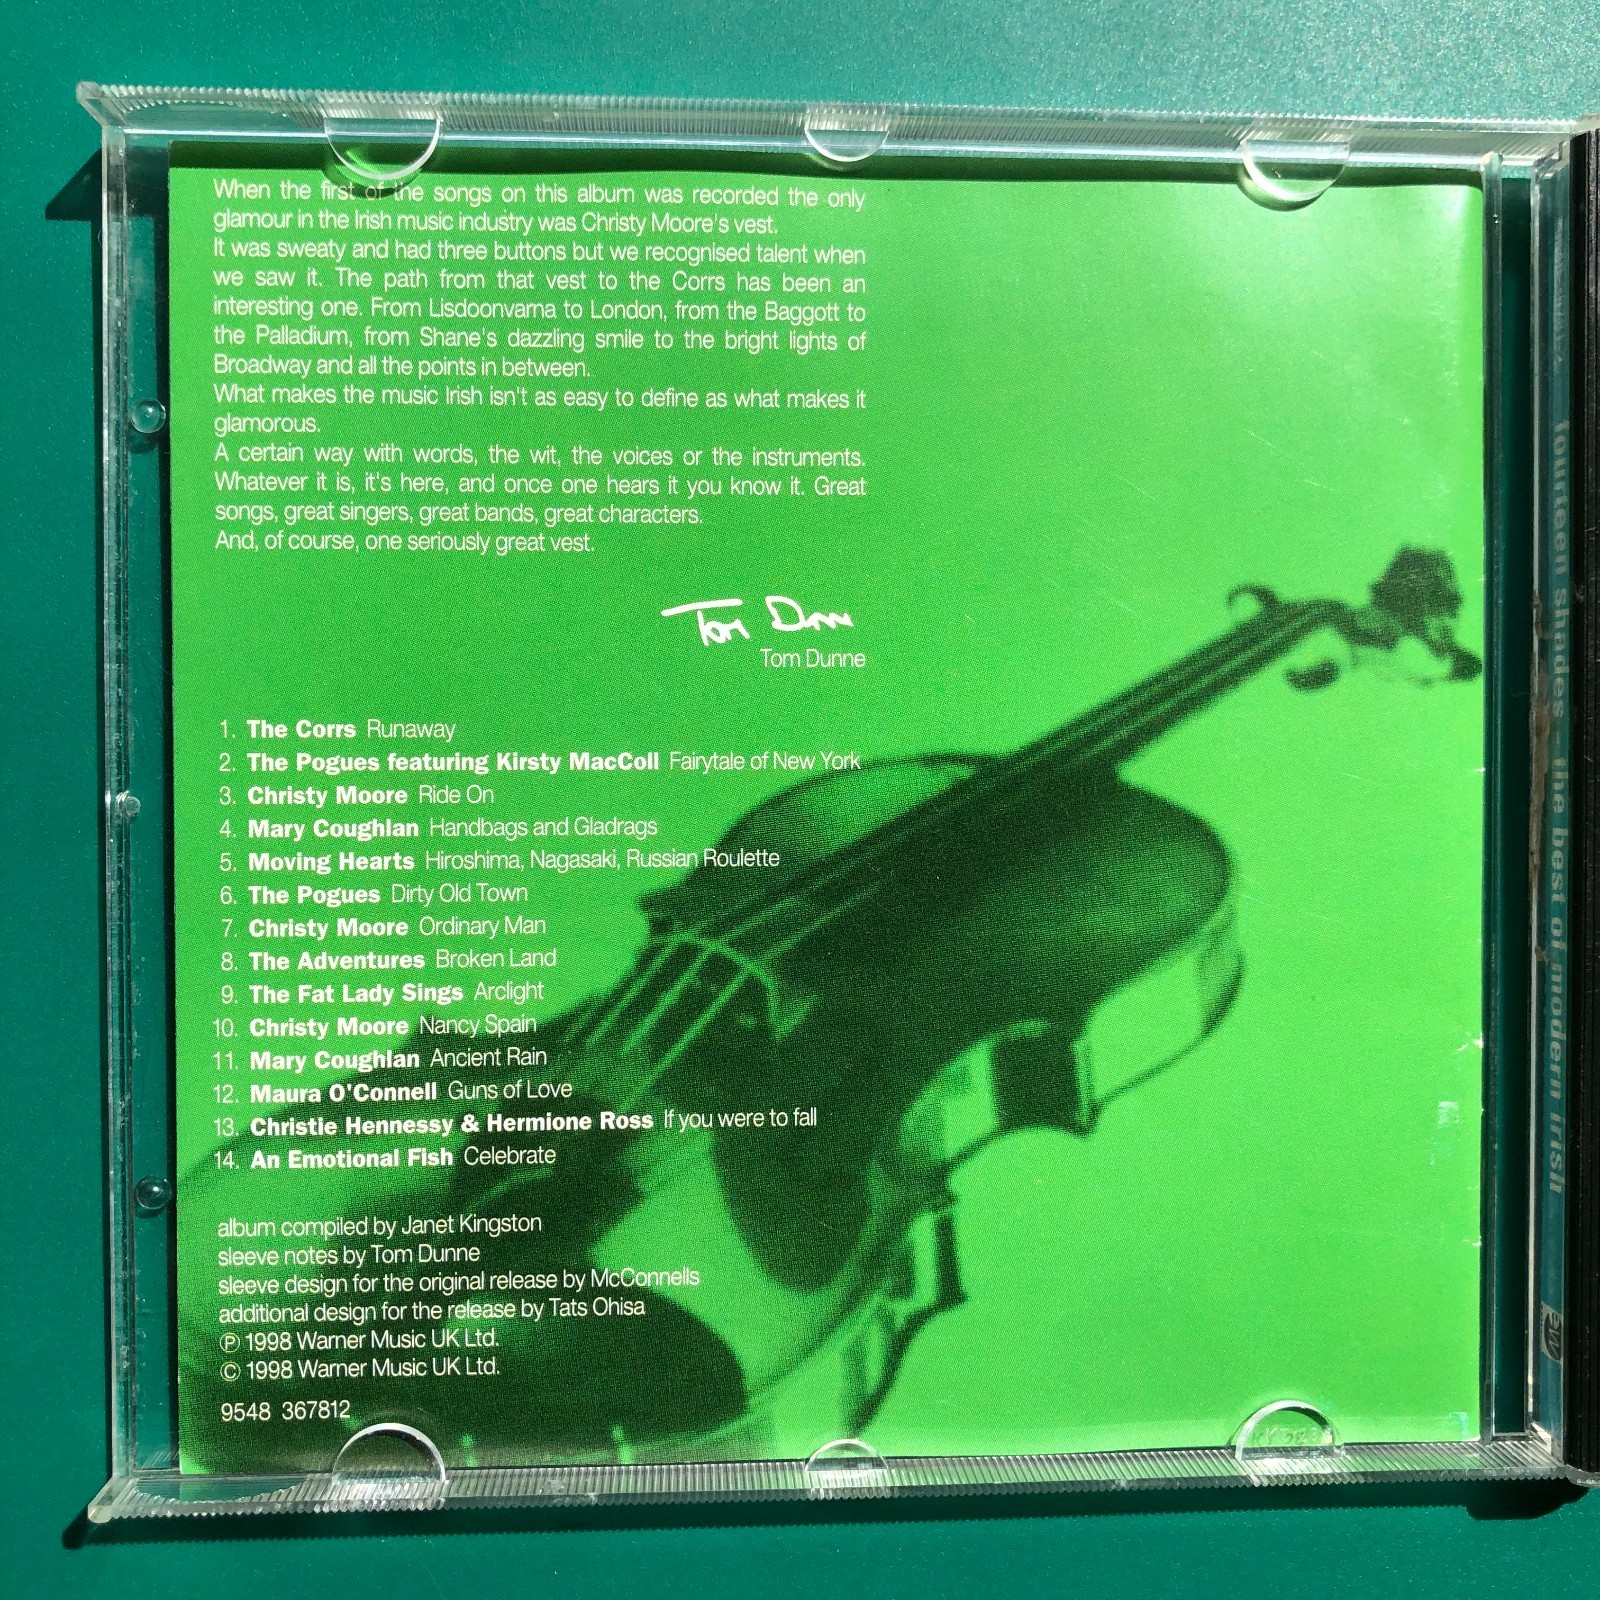 When the first of the songs on this album was recorded the only
glamour in the Irish music industry was Christy Moore's vest.
It was sweaty and had three buttons but we recognised talent when
we saw it. The path from that vest to the Corrs has been an
interesting one. From Lisdoonvarna to London, from the Baggott to
the Palladium, from Shane's dazzling smile to the bright lights of
Broadway and all the points in between.
What makes the music Irish isn't as easy to define as what makes it
glamorous.
A certain way with words, the wit, the voices or the instruments.
Whatever it is, it's here, and once one hears it you know it. Great
songs, great singers, great bands, great characters.
And, of course, one seriously great vest.
Tom Dunne
Tom Dunne
1. The Corrs Runaway
2. The Pogues featuring Kirsty MacColl Fairytale of New York
3. Christy Moore Ride On
4. Mary Coughlan Handbags and Gladrags
5. Moving Hearts Hiroshima, Nagasaki, Russian Roulette
6. The Pogues Dirty Old Town
7. Christy Moore Ordinary Man
8. The Adventures Broken Land
9. The Fat Lady Sings Arclight
10. Christy Moore Nancy Spain
11. Mary Coughlan Ancient Rain
12. Maura O'Connell Guns of Love
13. Christie Hennessy & Hermione Ross If you were to fall
14. An Emotional Fish Celebrate
album compiled by Janet Kingston
sleeve notes by Tom Dunne
sleeve design for the original release by McConnells
additional design for the release by Tats Ohisa
℗ 1998 Warner Music UK Ltd.
© 1998 Warner Music UK Ltd.
9548 367812
fourteen shades - the best of modern irish